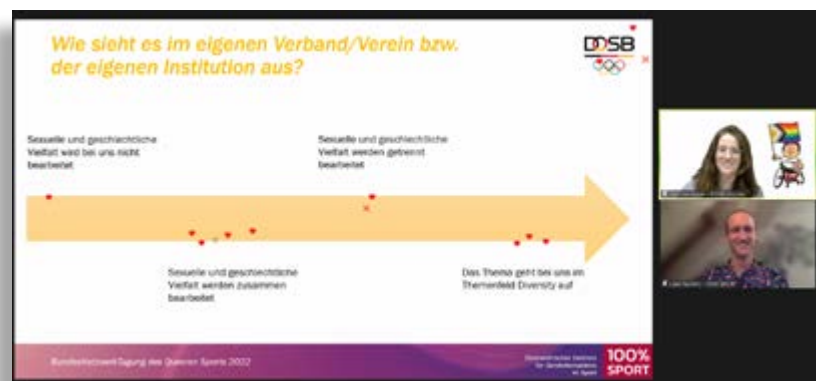 Wie sieht es im eigenen Verband/Verein bzw.
der eigenen Institution aus?
DOSB
Sexuelle und geschlechtliche
Vielfalt wird bei uns nicht
bearbeitet
Sexuelle und geschlechtliche
Vielfalt werden getrennt
bearbeitet
Sexuelle und geschlechtliche
Vielfalt werden zusammen
bearbeitet
Das Thema geht bei uns im
Themenfeld Diversity auf
Bundesnetzwerktagung des Queeren Sports 2022
100%
SPORT